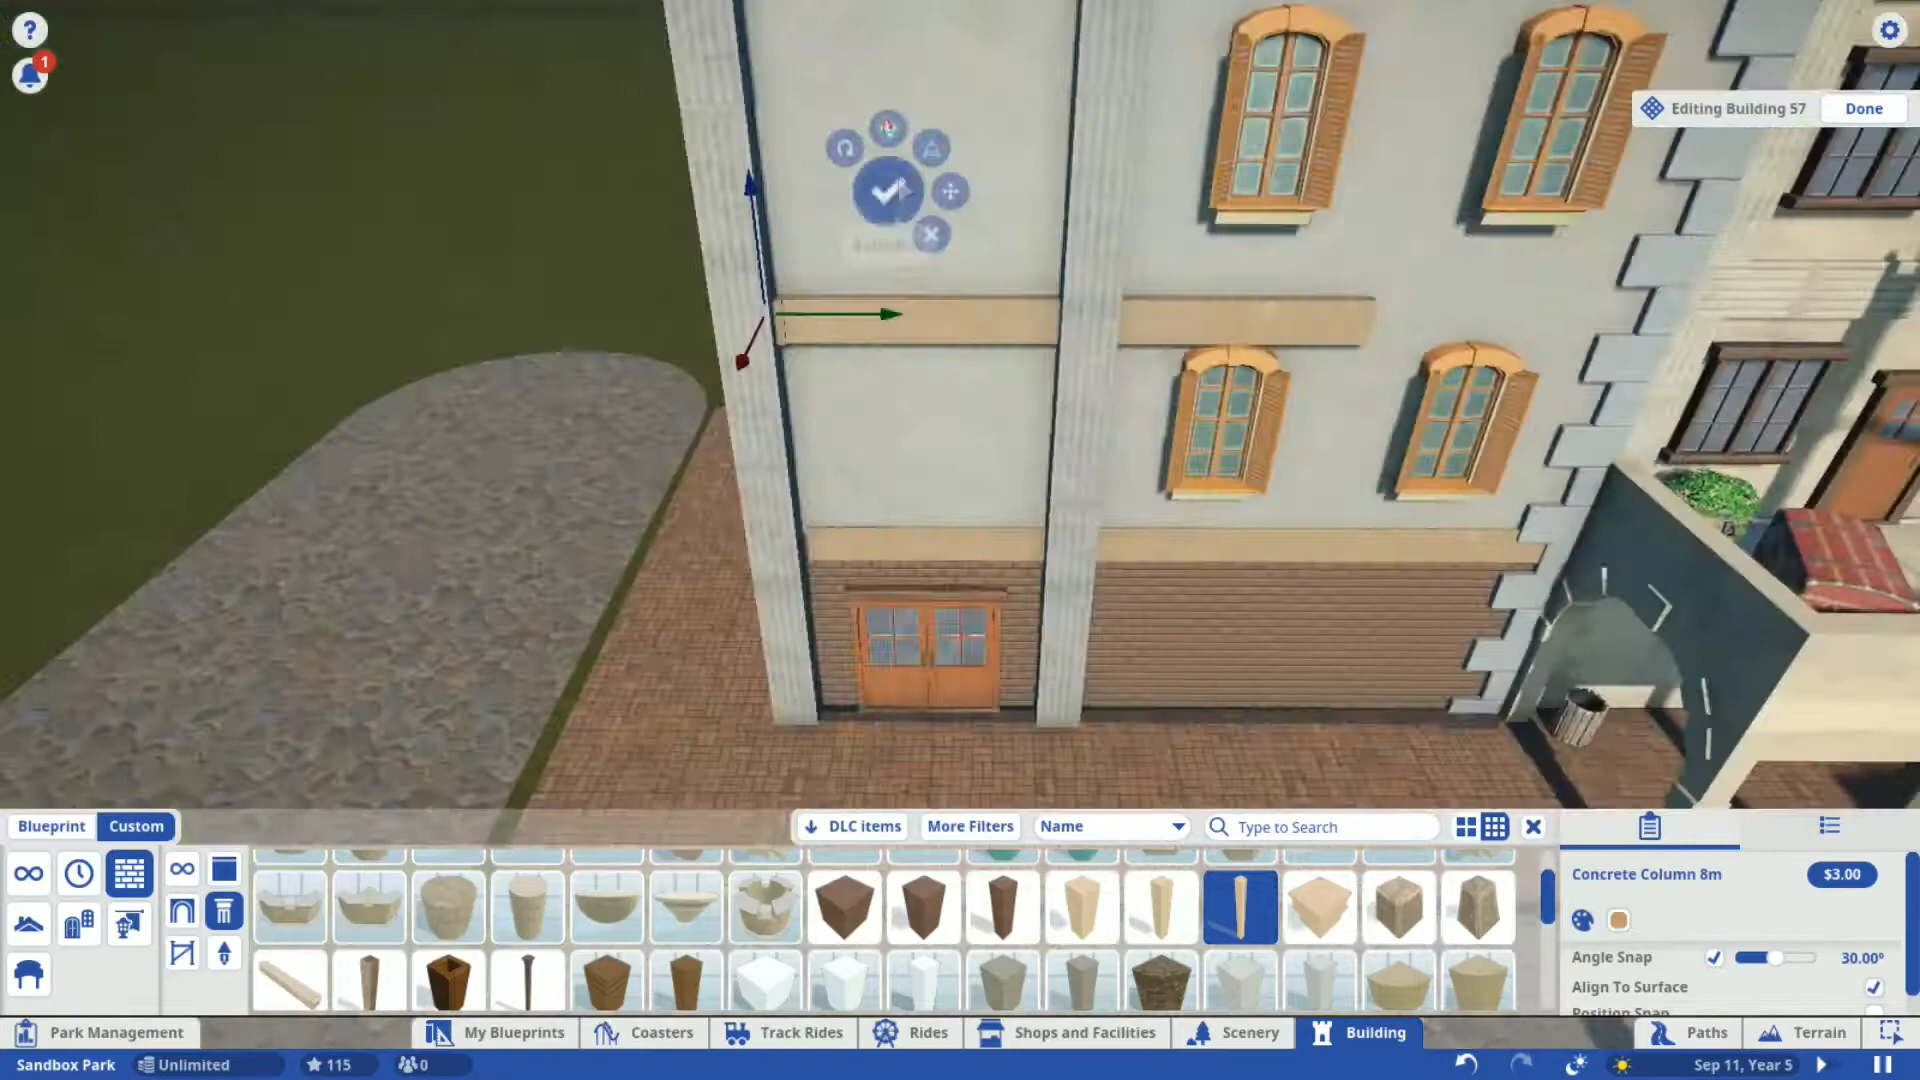 ?
1
Editing Building 57
Done
Blueprint
Custom
DLC items
More Filters
Name
Type to Search
Concrete Column 8m
$3.00
Angle Snap
30.00°
Align To Surface
Position Snap
Park Management
My Blueprints
Coasters
Track Rides
Rides
Shops and Facilities
Scenery
Building
Paths
Terrain
Sandbox Park
Unlimited
115
0
Sep 11, Year 5